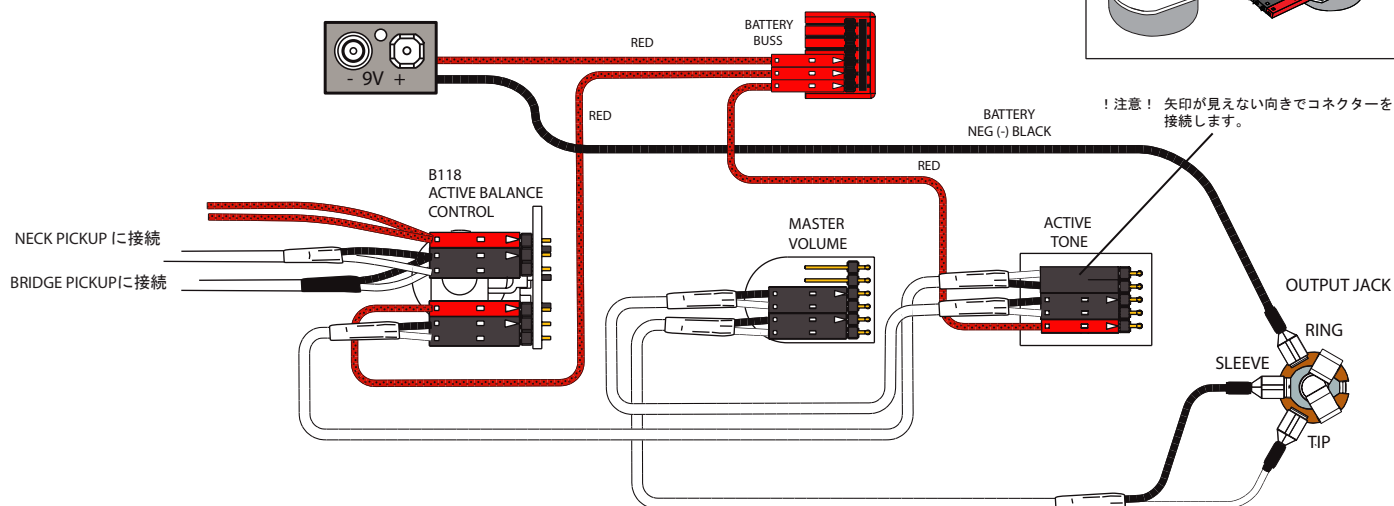 - 9V +
RED
BATTERY
BUSS
RED
BATTERY
NEG (-) BLACK
！注意！ 矢印が見えない向きでコネクターを
接続します。
RED
B118
ACTIVE BALANCE
CONTROL
NECK PICKUP に接続
BRIDGE PICKUPに接続
MASTER
VOLUME
ACTIVE
TONE
OUTPUT JACK
RING
SLEEVE
TIP